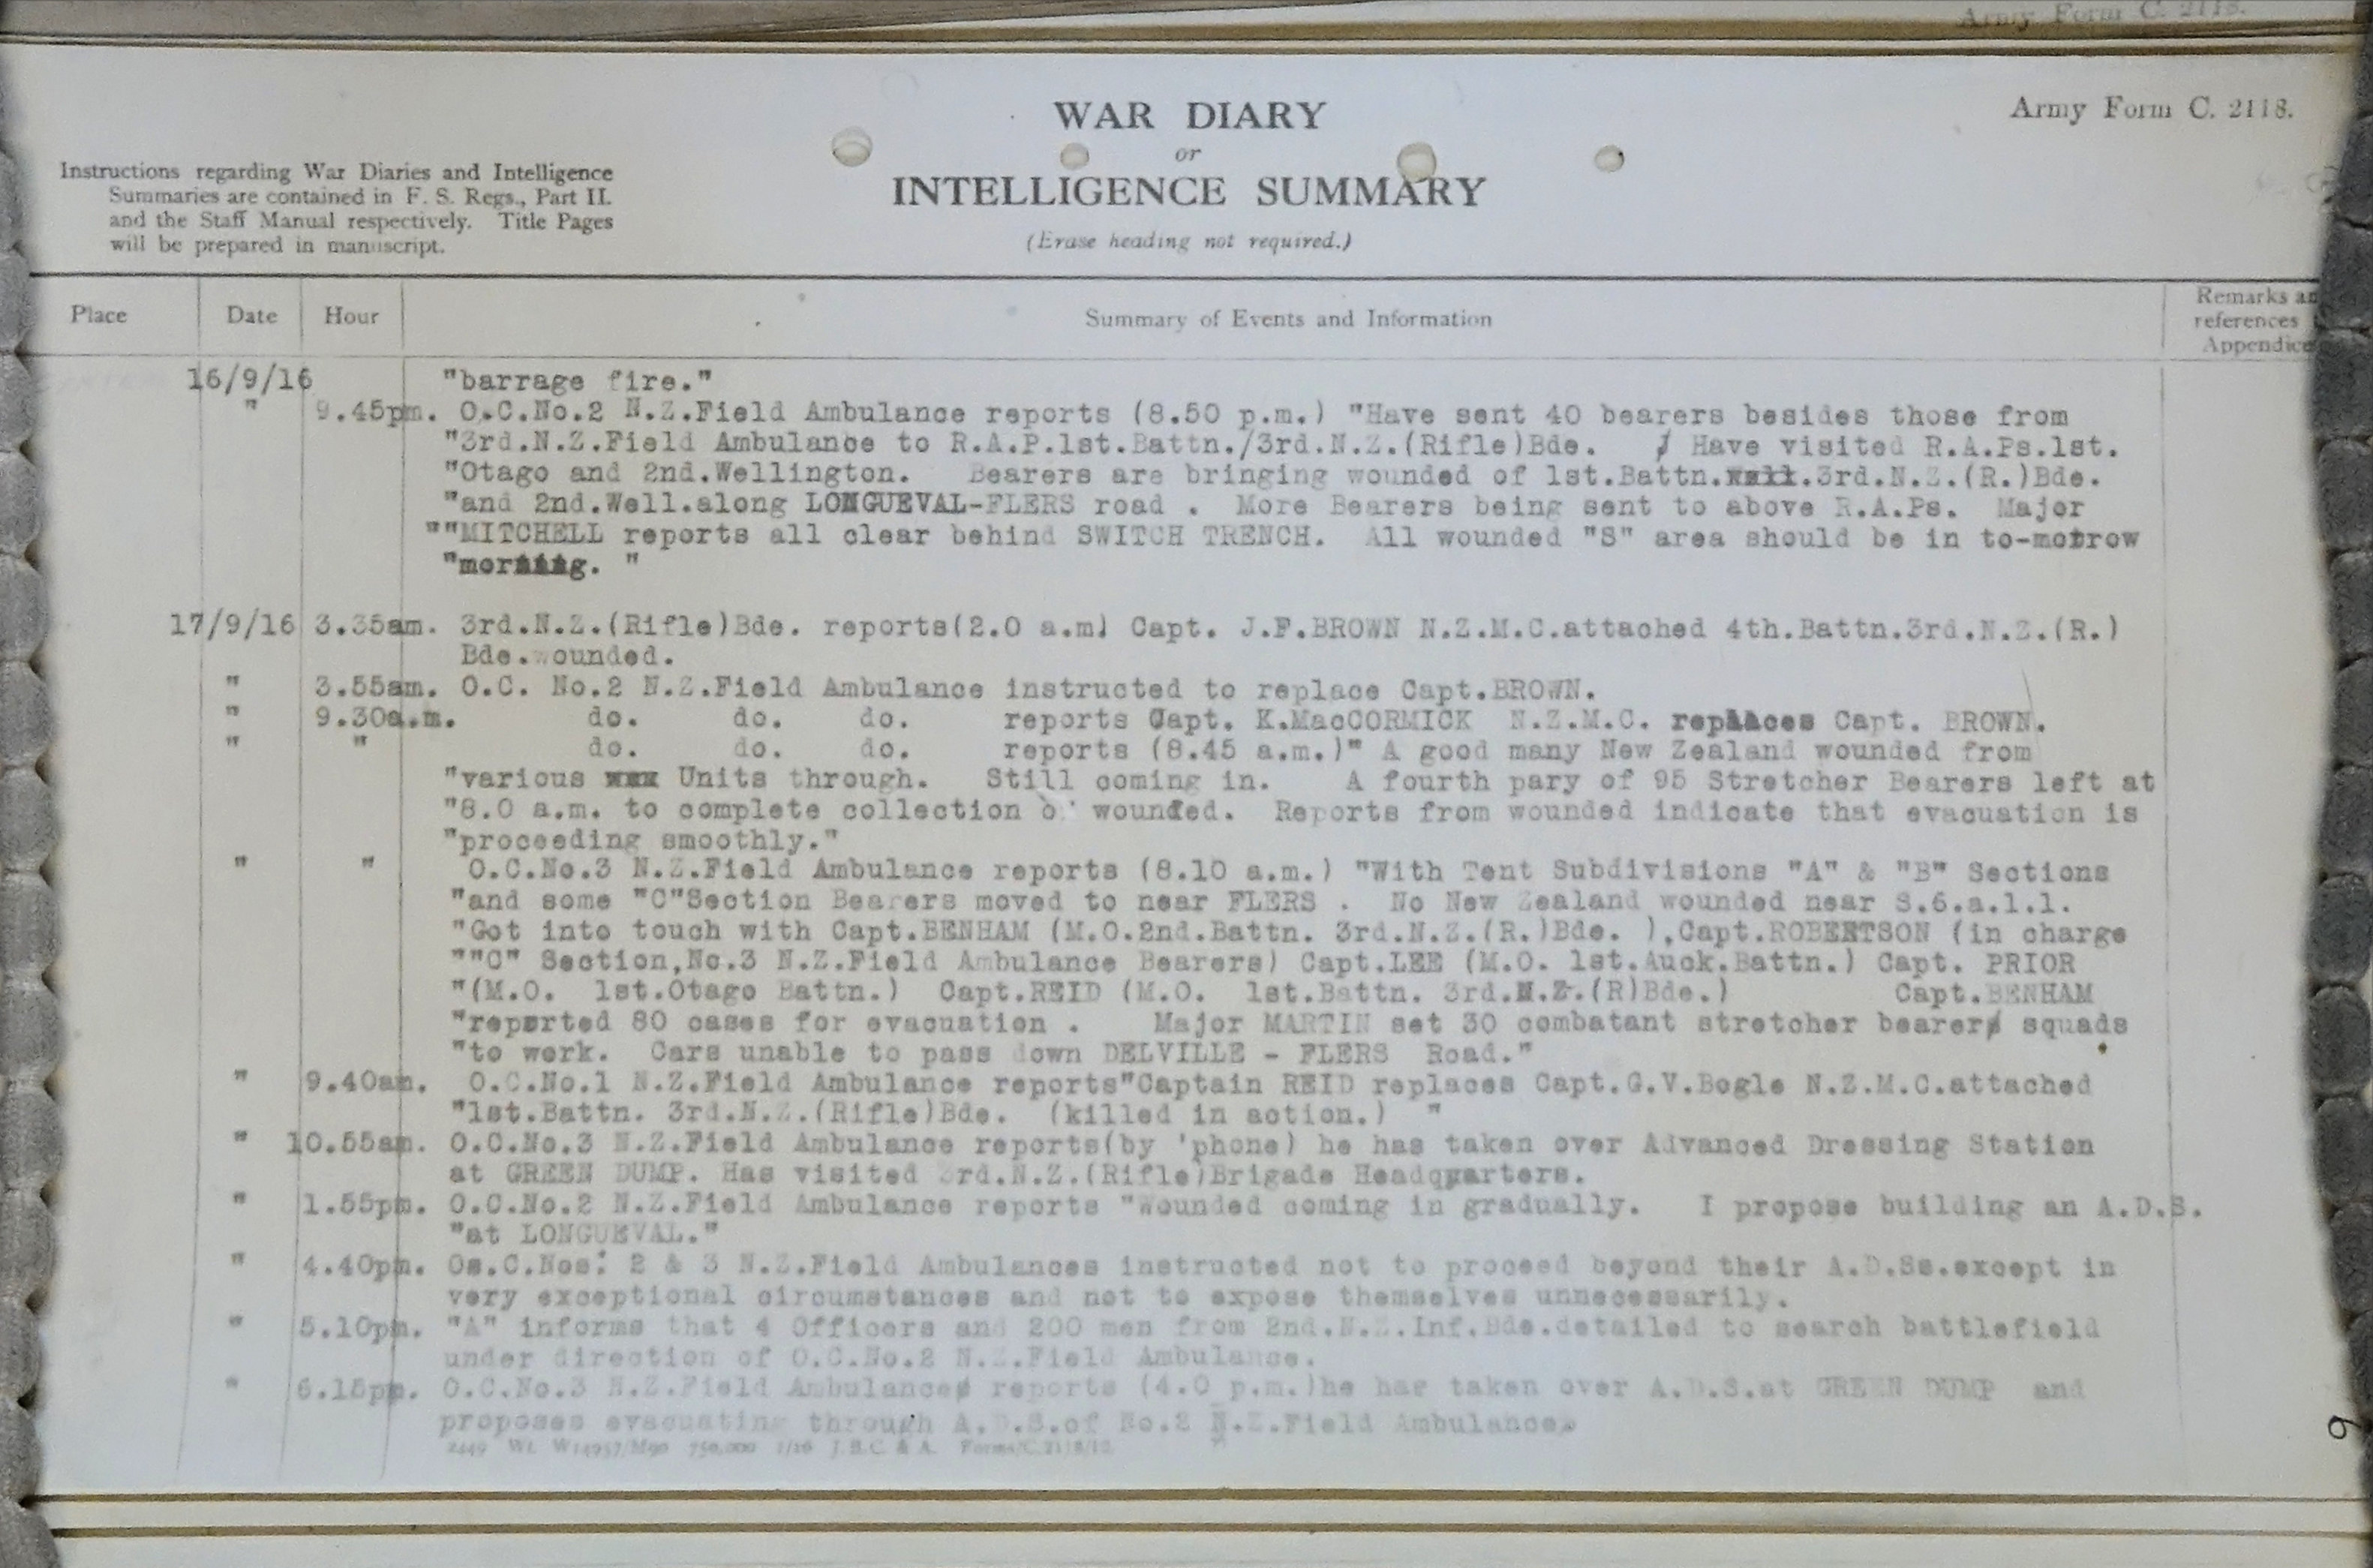 Army Form C. 2118.
WAR DIARY
or
INTELLIGENCE SUMMARY
(Erase heading not required.)
Army Form C. 2118.
Instructions regarding War Diaries and Intelligence
Summaries are contained in F. S. Regs., Part II.
and the Staff Manual respectively. Title Pages
will be prepared in manuscript.
Place Date Hour Summary of Events and Information Remarks an
references
Appendice
16/9/16 "barrage fire."
" 9.45pm. O.C.No.2 N.Z.Field Ambulance reports (8.50 p.m.) "Have sent 40 bearers besides those from
"3rd.N.Z.Field Ambulance to R.A.P.1st.Battn./3rd.N.Z.(Rifle)Bde. Have visited R.A.Ps.1st.
"Otago and 2nd.Wellington. Bearers are bringing wounded of 1st.Battn.Well.3rd.N.Z.(R.)Bde.
"and 2nd.Well.along LONGUEVAL-FLERS road . More Bearers being sent to above R.A.Ps. Major
""MITCHELL reports all clear behind SWITCH TRENCH. All wounded "S" area should be in to-morrow
"morning. "
17/9/16 3.35am. 3rd.N.Z.(Rifle)Bde. reports(2.0 a.m) Capt. J.F.BROWN N.Z.M.C.attached 4th.Battn.3rd.N.Z.(R.)
Bde.wounded.
" 3.55am. O.C. No.2 N.Z.Field Ambulance instructed to replace Capt.BROWN.
" 9.30a.m. do. do. do. reports Capt. K.MacCORMICK N.Z.M.C. replaces Capt. BROWN.
" " do. do. do. reports (8.45 a.m.)" A good many New Zealand wounded from
"various Units through. Still coming in. A fourth pary of 95 Stretcher Bearers left at
"8.0 a.m. to complete collection o' wounded. Reports from wounded indicate that evacuation is
"proceeding smoothly."
" " O.C.No.3 N.Z.Field Ambulance reports (8.10 a.m.) "With Tent Subdivisions "A" & "B" Sections
"and some "C"Section Bearers moved to near FLERS . No New Zealand wounded near S.6.a.1.1.
"Got into touch with Capt.BENHAM (M.O.2nd.Battn. 3rd.N.Z.(R.)Bde. ),Capt.ROBERTSON (in charge
""C" Section,No.3 N.Z.Field Ambulance Bearers) Capt.LEE (M.O. 1st.Auck.Battn.) Capt. PRIOR
"(M.O. 1st.Otago Battn.) Capt.REID (M.O. 1st.Battn. 3rd.N.Z.(R)Bde.) Capt.BENHAM
"reported 80 cases for evacuation . Major MARTIN set 30 combatant stretcher bearer squads
"to work. Cars unable to pass down DELVILLE - FLERS Road."
" 9.40am. O.C.No.1 N.Z.Field Ambulance reports"Captain REID replaces Capt.G.V.Bogle N.Z.M.C.attached
"1st.Battn. 3rd.N.Z.(Rifle)Bde. (killed in action.) "
" 10.55am. O.C.No.3 N.Z.Field Ambulance reports(by 'phone) he has taken over Advanced Dressing Station
at GREEN DUMP. Has visited 3rd.N.Z.(Rifle)Brigade Headquarters.
" 1.55pm. O.C.No.2 N.Z.Field Ambulance reports "Wounded coming in gradually. I propose building an A.D.S.
"at LONGUEVAL."
" 4.40pm. Os.C.Nos: 2 & 3 N.Z.Field Ambulances instructed not to proceed beyond their A.D.Ss.except in
very exceptional circumstances and not to expose themselves unnecessarily.
" 5.10pm. "A" informs that 4 Officers and 200 men from 2nd.N.Z.Inf.Bde.detailed to search battlefield
under direction of O.C.No.2 N.Z.Field Ambulance.
" 6.15pm. O.C.No.3 N.Z.Field Ambulance reports (4.0 p.m.)he has taken over A.D.S.at GREEN DUMP and
proposes evacuating through A.D.S.of No.2 N.Z.Field Ambulance.
2449 Wt. W14957/M90 750,000 1/16 J.B.C & A. Forms/C.2118/12.
9